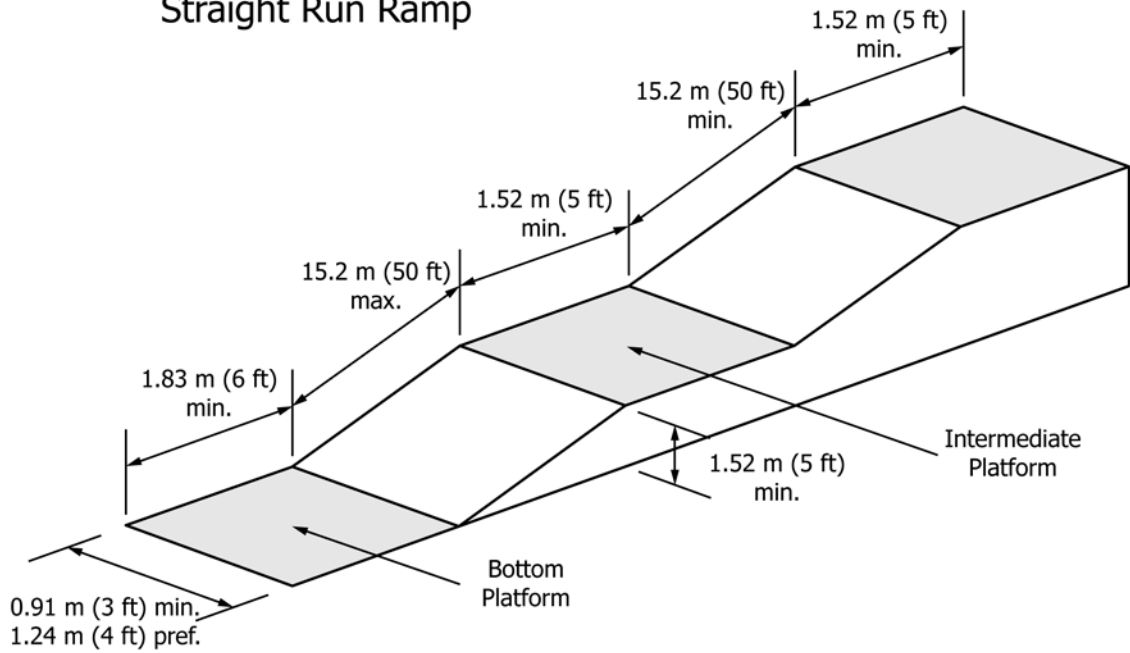 Straight Run Ramp
1.52 m (5 ft)
min.
15.2 m (50 ft)
min.
1.52 m (5 ft)
min.
15.2 m (50 ft)
max.
1.83 m (6 ft)
min.
Intermediate
Platform
1.52 m (5 ft)
min.
Bottom
Platform
0.91 m (3 ft) min.
1.24 m (4 ft) pref.